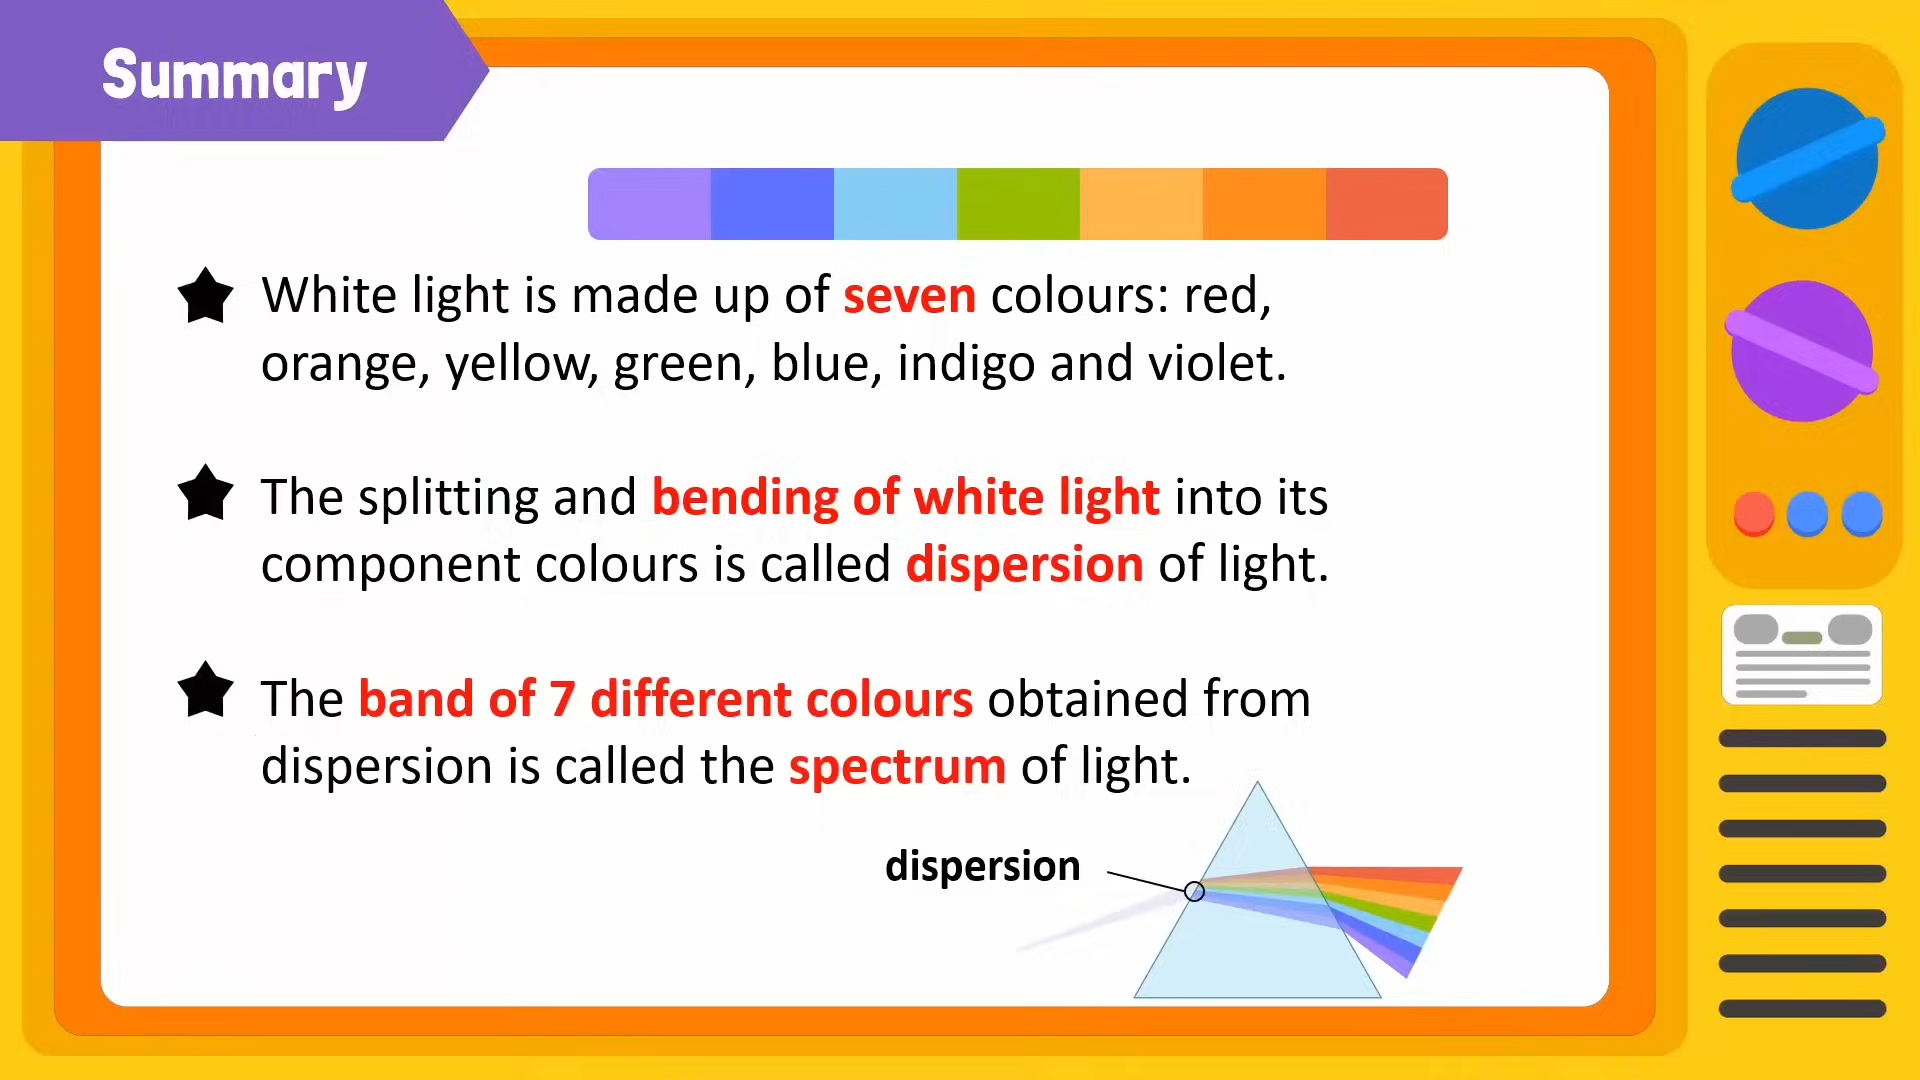 Summary
White light is made up of seven colours: red,
orange, yellow, green, blue, indigo and violet.
The splitting and bending of white light into its
component colours is called dispersion of light.
The band of 7 different colours obtained from
dispersion is called the spectrum of light.
dispersion